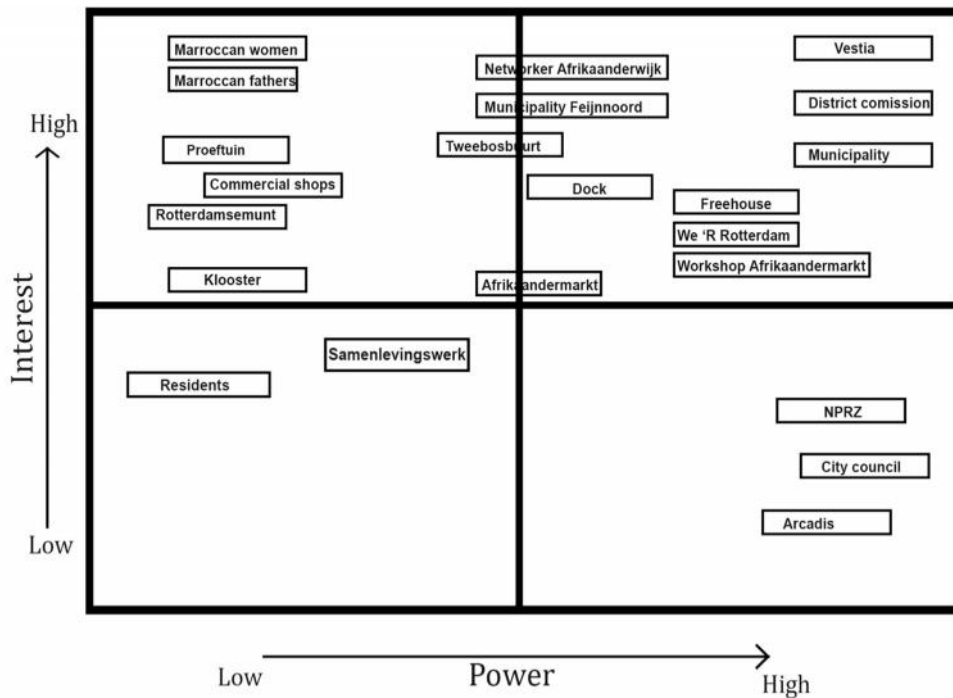 Marroccan women
Vestia
Networker Afrikaanderwijk
Marroccan fathers
Municipality Feijnnoord
District comission
High
Tweebosbuurt
Proeftuin
Municipality
Commercial shops
Dock
Freehouse
Rotterdamsemunt
We ‘R Rotterdam
Workshop Afrikaandermarkt
Klooster
Afrikaandermarkt
Interest
Samenlevingswerk
Residents
NPRZ
City council
Arcadis
Low
Low
Power
High